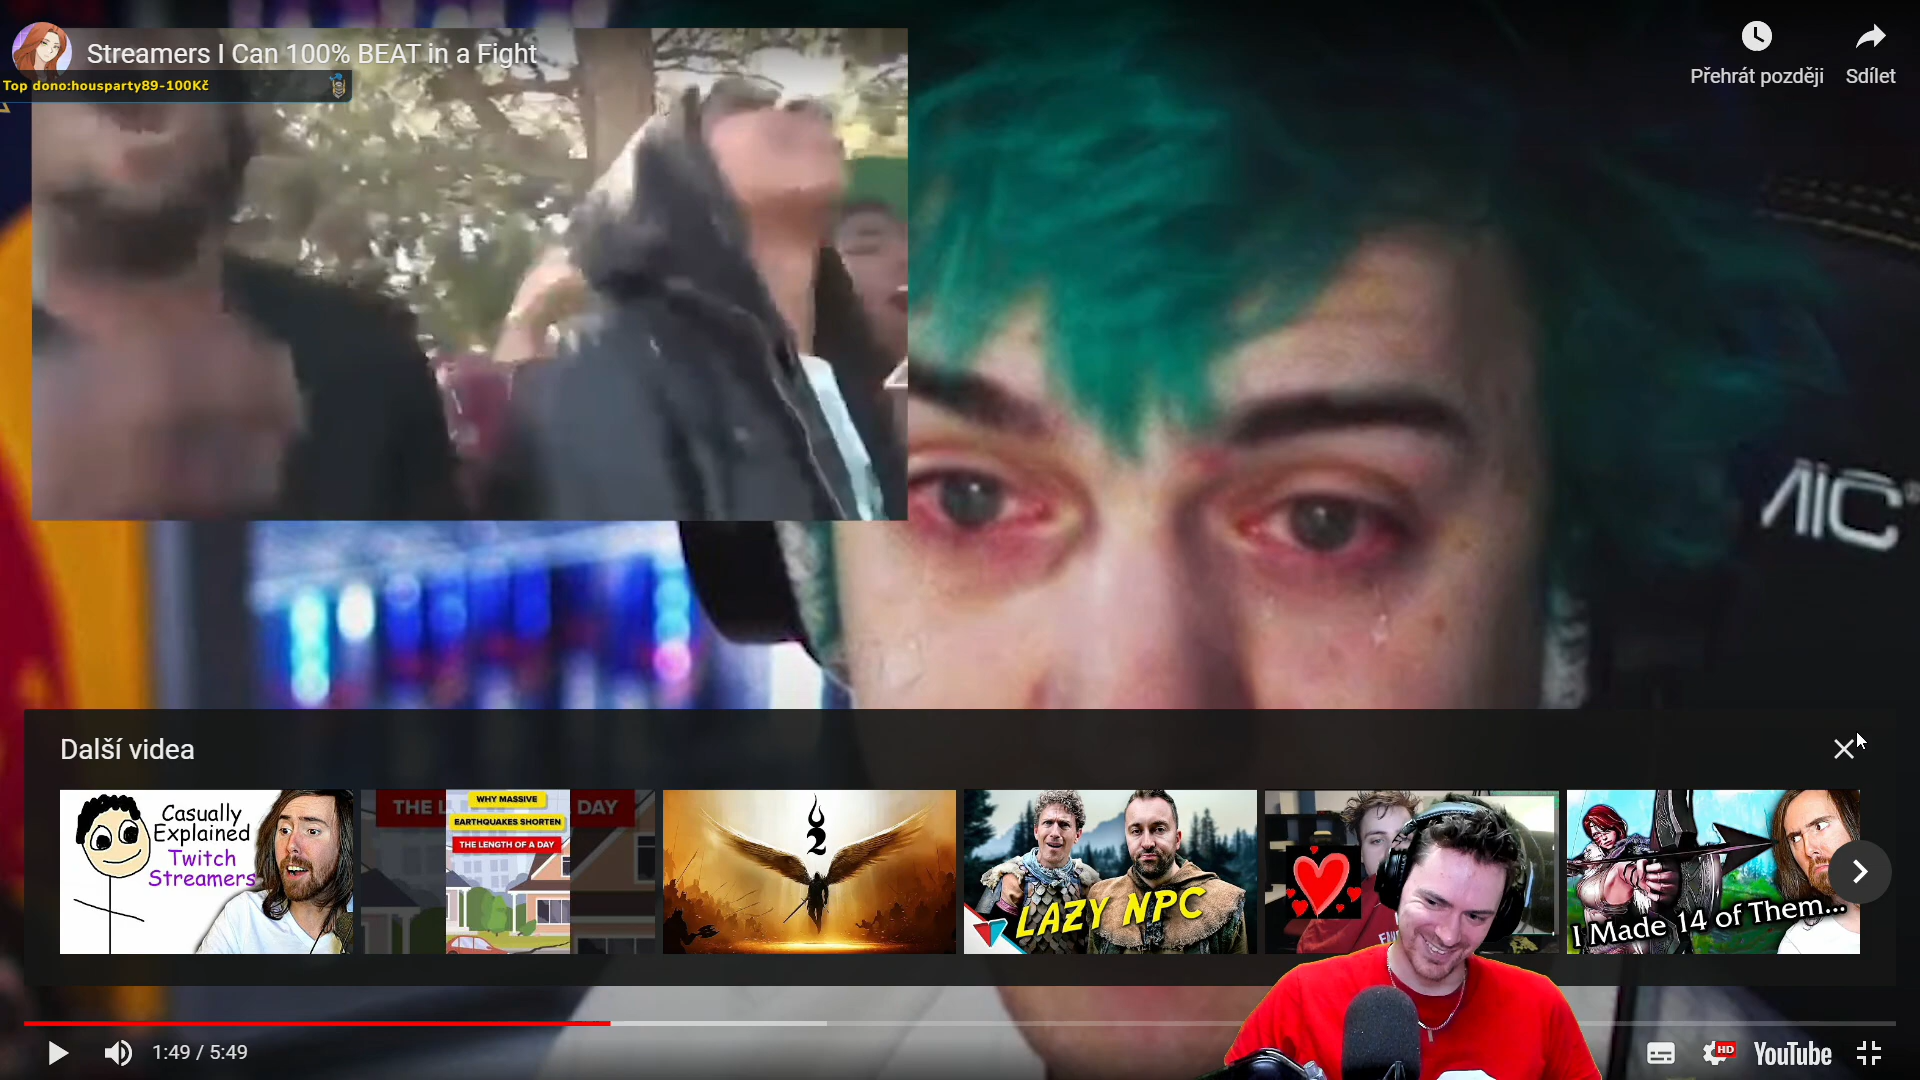 Streamers I Can 100% BEAT in a Fight
Top dono:housparty89-100Kč
Přehrát později
Sdílet
AIC
Další videa
Casually
Explained
Twitch
Streamers
THE L
DAY
WHY MASSIVE
EARTHQUAKES SHORTEN
THE LENGTH OF A DAY
2
LAZY NPC
I Made 14 of Them...
1:49 / 5:49
HD
YouTube